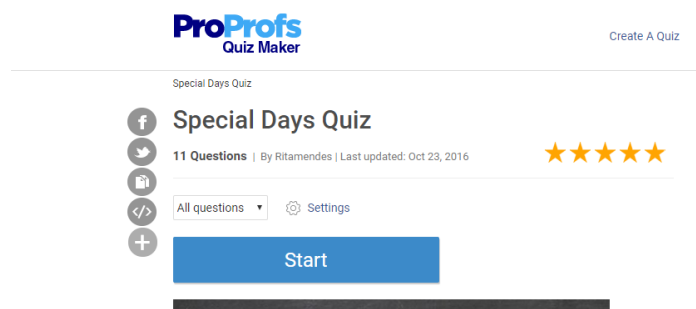 ProProfs
Quiz Maker
Create A Quiz
Special Days Quiz
Special Days Quiz
11 Questions | By Ritamendes | Last updated: Oct 23, 2016
All questions
Settings
Start